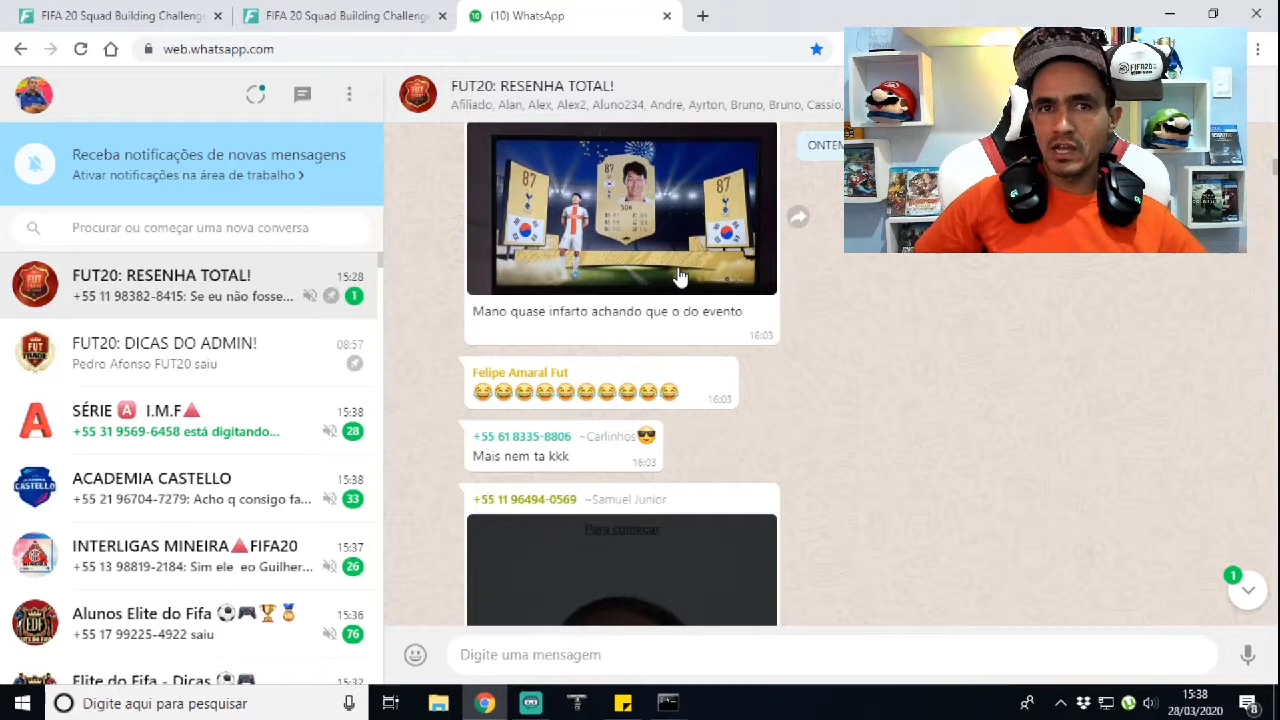 FIFA 20 Squad Building Challeng
FIFA 20 Squad Building Challeng
(10) WhatsApp
web.whatsapp.com
FUT20: RESENHA TOTAL!
Afiliado, Alan, Alex, Alex2, Aluno234, Andre, Ayrton, Bruno, Bruno, Cassio,
Receba notificações de novas mensagens
Ativar notificações na área de trabalho
Procurar ou começar uma nova conversa
FUT20: RESENHA TOTAL!
15:28
+55 11 98382-8415: Se eu não fosse...
1
FUT20: DICAS DO ADMIN!
08:57
Pedro Afonso FUT20 saiu
SÉRIE 🅰 I.M.F🔺
15:38
+55 31 9569-6458 está digitando...
28
ACADEMIA CASTELLO
15:38
+55 21 96704-7279: Acho q consigo fa...
33
INTERLIGAS MINEIRA🔺FIFA20
15:37
+55 13 98819-2184: Sim ele eo Guilher...
26
Alunos Elite do Fifa ⚽🎮🏆🏅
15:36
+55 17 99225-4922 saiu
76
Elite do Fifa - Dicas ⚽🎮
15:32
ONTEM
87
87
SON
87
Mano quase infarto achando que o do evento
16:03
Felipe Amaral Fut
😂😂😂😂😂😂😂😂😂😂
16:03
+55 61 8335-8806 ~Carlinhos😎
Mais nem ta kkk
16:03
+55 11 96494-0569 ~Samuel Junior
Para começar
1
Digite uma mensagem
FIFA20
Digite aqui para pesquisar
15:38
28/03/2020
8